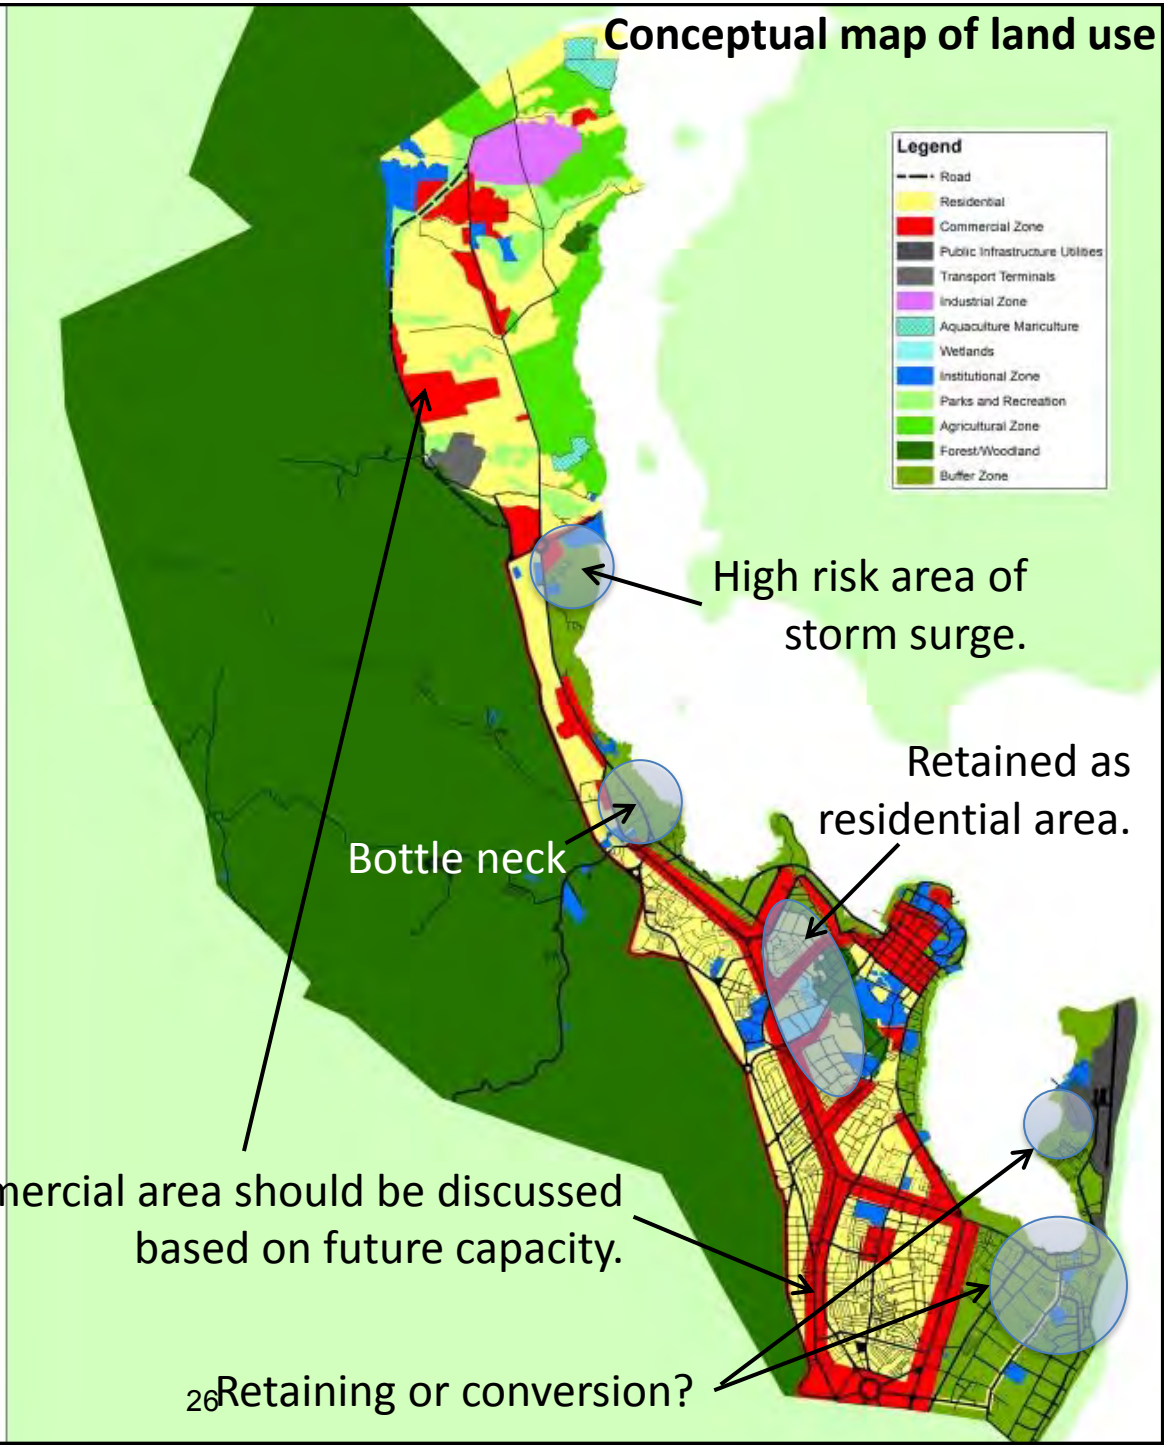 Conceptual map of land use
Legend
Road
Residential
Commercial Zone
Public Infrastructure Utilities
Transport Terminals
Industrial Zone
Aquaculture Mariculture
Wetlands
Institutional Zone
Parks and Recreation
Agricultural Zone
Forest/Woodland
Buffer Zone
High risk area of
storm surge.
Retained as
residential area.
Bottle neck
mercial area should be discussed
based on future capacity.
26
Retaining or conversion?